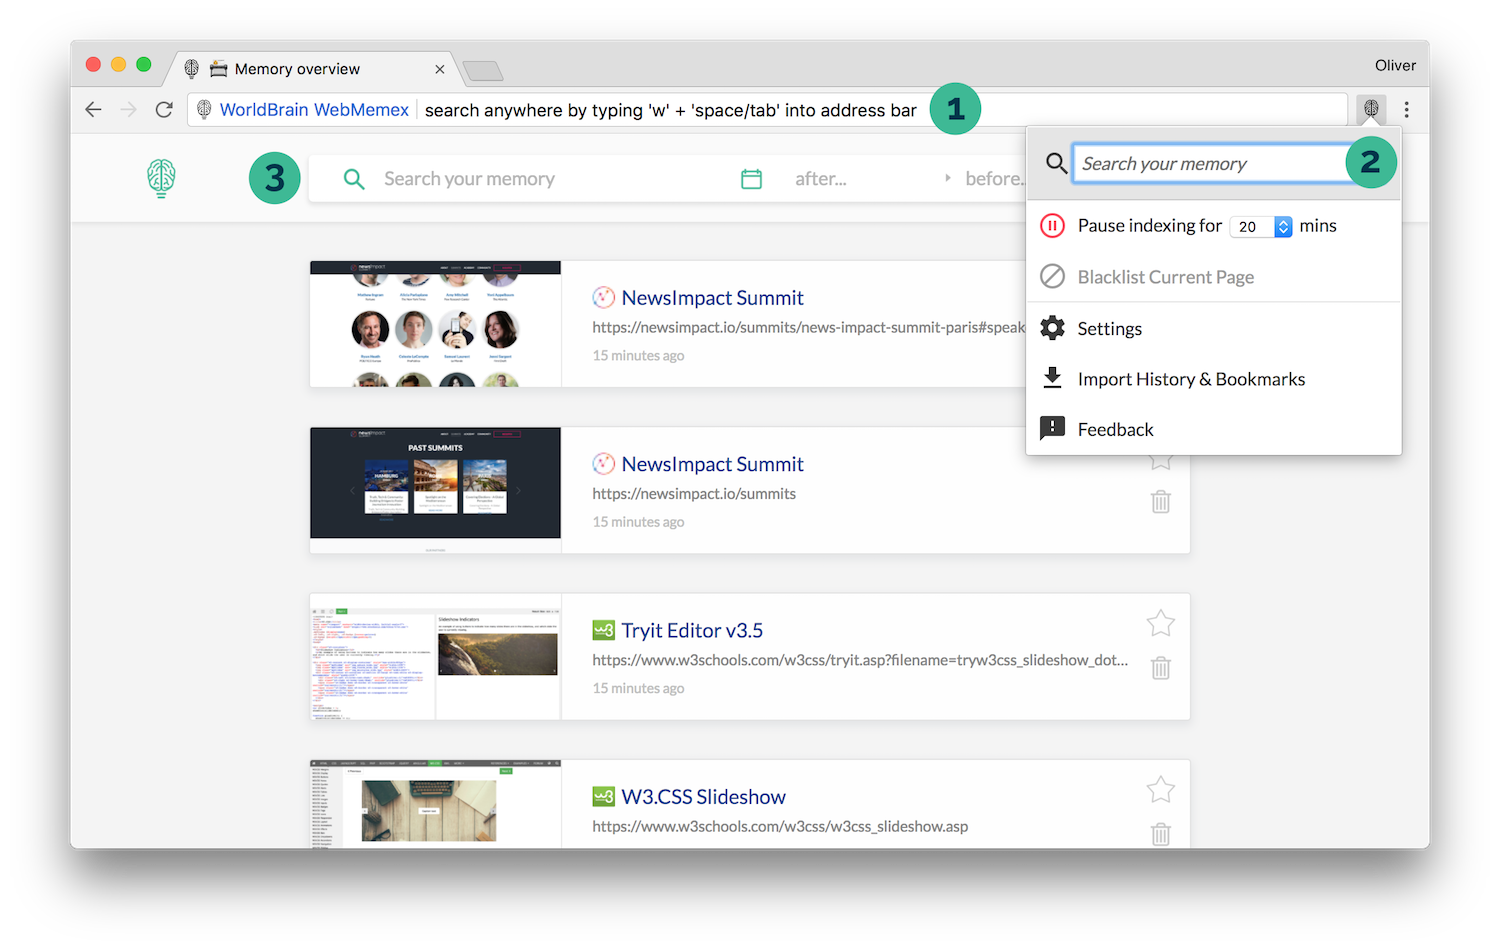 Memory overview
Oliver
WorldBrain WebMemex
search anywhere by typing 'w' + 'space/tab' into address bar
1
3
Search your memory
after...
before.
Search your memory
2
Pause indexing for 20 mins
Blacklist Current Page
Settings
Import History & Bookmarks
Feedback
NewsImpact Summit
https://newsimpact.io/summits/news-impact-summit-paris#speak
15 minutes ago
PAST SUMMITS
NewsImpact Summit
https://newsimpact.io/summits
15 minutes ago
Slideshow Indicators
Tryit Editor v3.5
https://www.w3schools.com/w3css/tryit.asp?filename=tryw3css_slideshow_dot...
15 minutes ago
W3.CSS Slideshow
https://www.w3schools.com/w3css/w3css_slideshow.asp